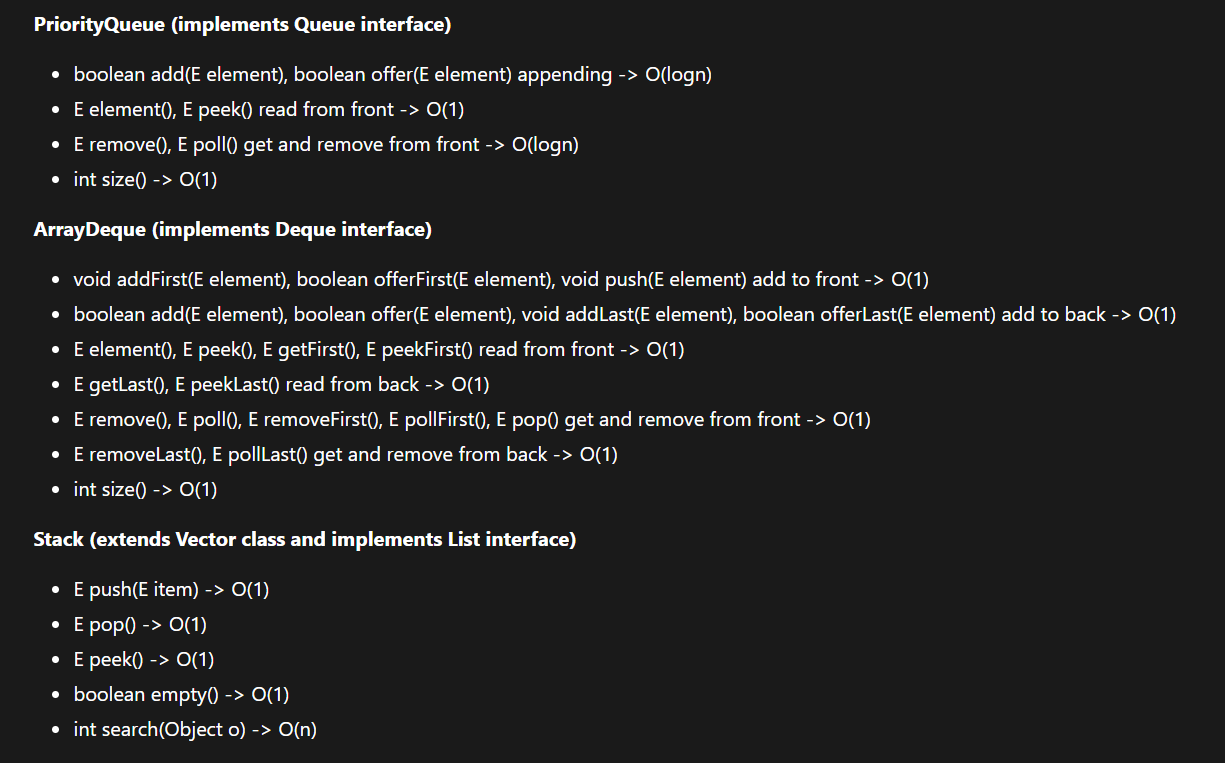 PriorityQueue (implements Queue interface)
• boolean add(E element), boolean offer(E element) appending -> O(logn)
• E element(), E peek() read from front -> O(1)
• E remove(), E poll() get and remove from front -> O(logn)
• int size() -> O(1)
ArrayDeque (implements Deque interface)
• void addFirst(E element), boolean offerFirst(E element), void push(E element) add to front -> O(1)
• boolean add(E element), boolean offer(E element), void addLast(E element), boolean offerLast(E element) add to back -> O(1)
• E element(), E peek(), E getFirst(), E peekFirst() read from front -> O(1)
• E getLast(), E peekLast() read from back -> O(1)
• E remove(), E poll(), E removeFirst(), E pollFirst(), E pop() get and remove from front -> O(1)
• E removeLast(), E pollLast() get and remove from back -> O(1)
• int size() -> O(1)
Stack (extends Vector class and implements List interface)
• E push(E item) -> O(1)
• E pop() -> O(1)
• E peek() -> O(1)
• boolean empty() -> O(1)
• int search(Object o) -> O(n)